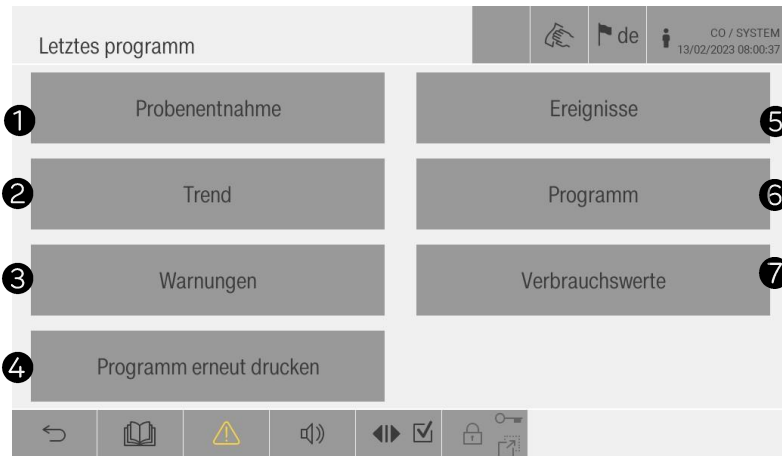 Letztes programm
de
CO / SYSTEM
13/02/2023 08:00:37
1 Probenentnahme
Ereignisse 5
2 Trend
Programm 6
3 Warnungen
Verbrauchswerte 7
4 Programm erneut drucken